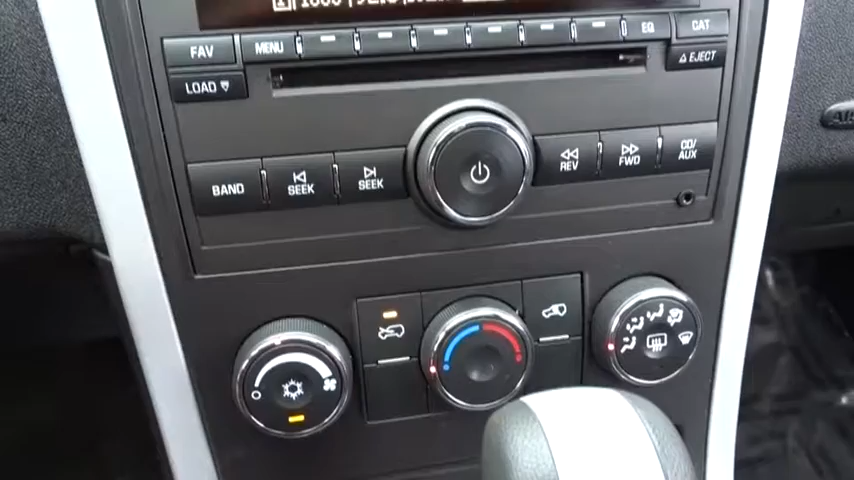 FAV
MENU
EQ
CAT
LOAD
EJECT
BAND
SEEK
SEEK
REV
FWD
CD/
AUX